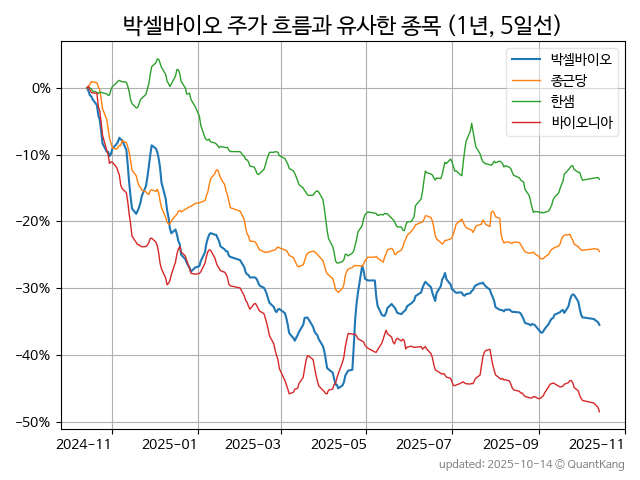 박셀바이오 주가 흐름과 유사한 종목 (1년, 5일선)
박셀바이오
종근당
한샘
바이오니아
0%
−10%
−20%
−30%
−40%
−50%
2024-11 2025-01 2025-03 2025-05 2025-07 2025-09 2025-11
updated: 2025-10-14 © QuantKang